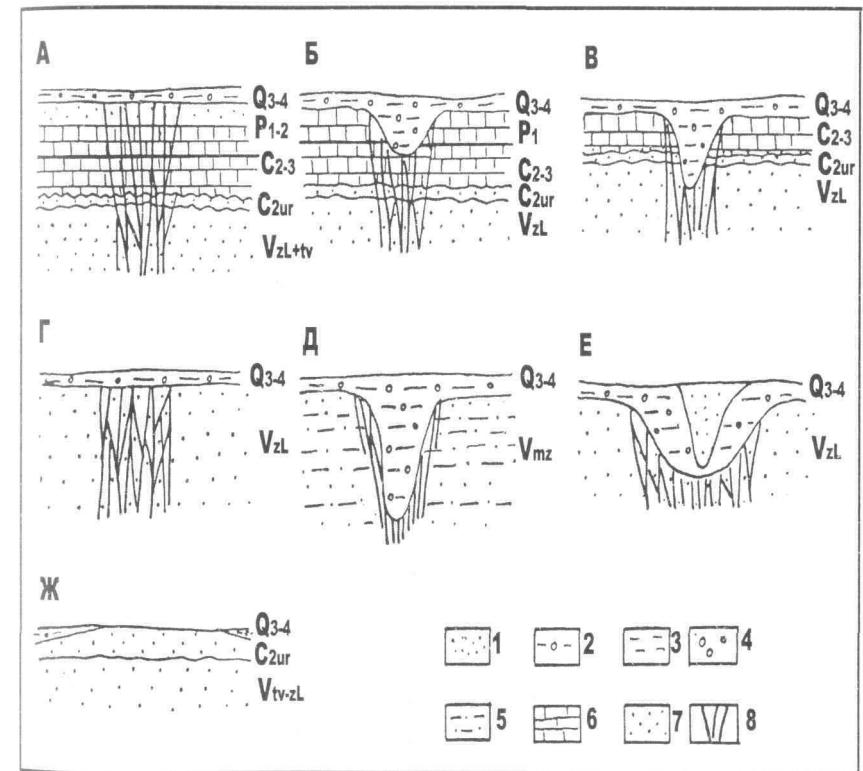 А
Q3-4
P1-2
C2-3
C2ur
VzL+tv
Б
Q3-4
P1
C2-3
C2ur
VzL
В
Q3-4
C2-3
C2ur
VzL
Г
Q3-4
VzL
Д
Q3-4
Vmz
Е
Q3-4
VzL
Ж
Q3-4
C2ur
Vtv-zL
1
2
3
4
5
6
7
8